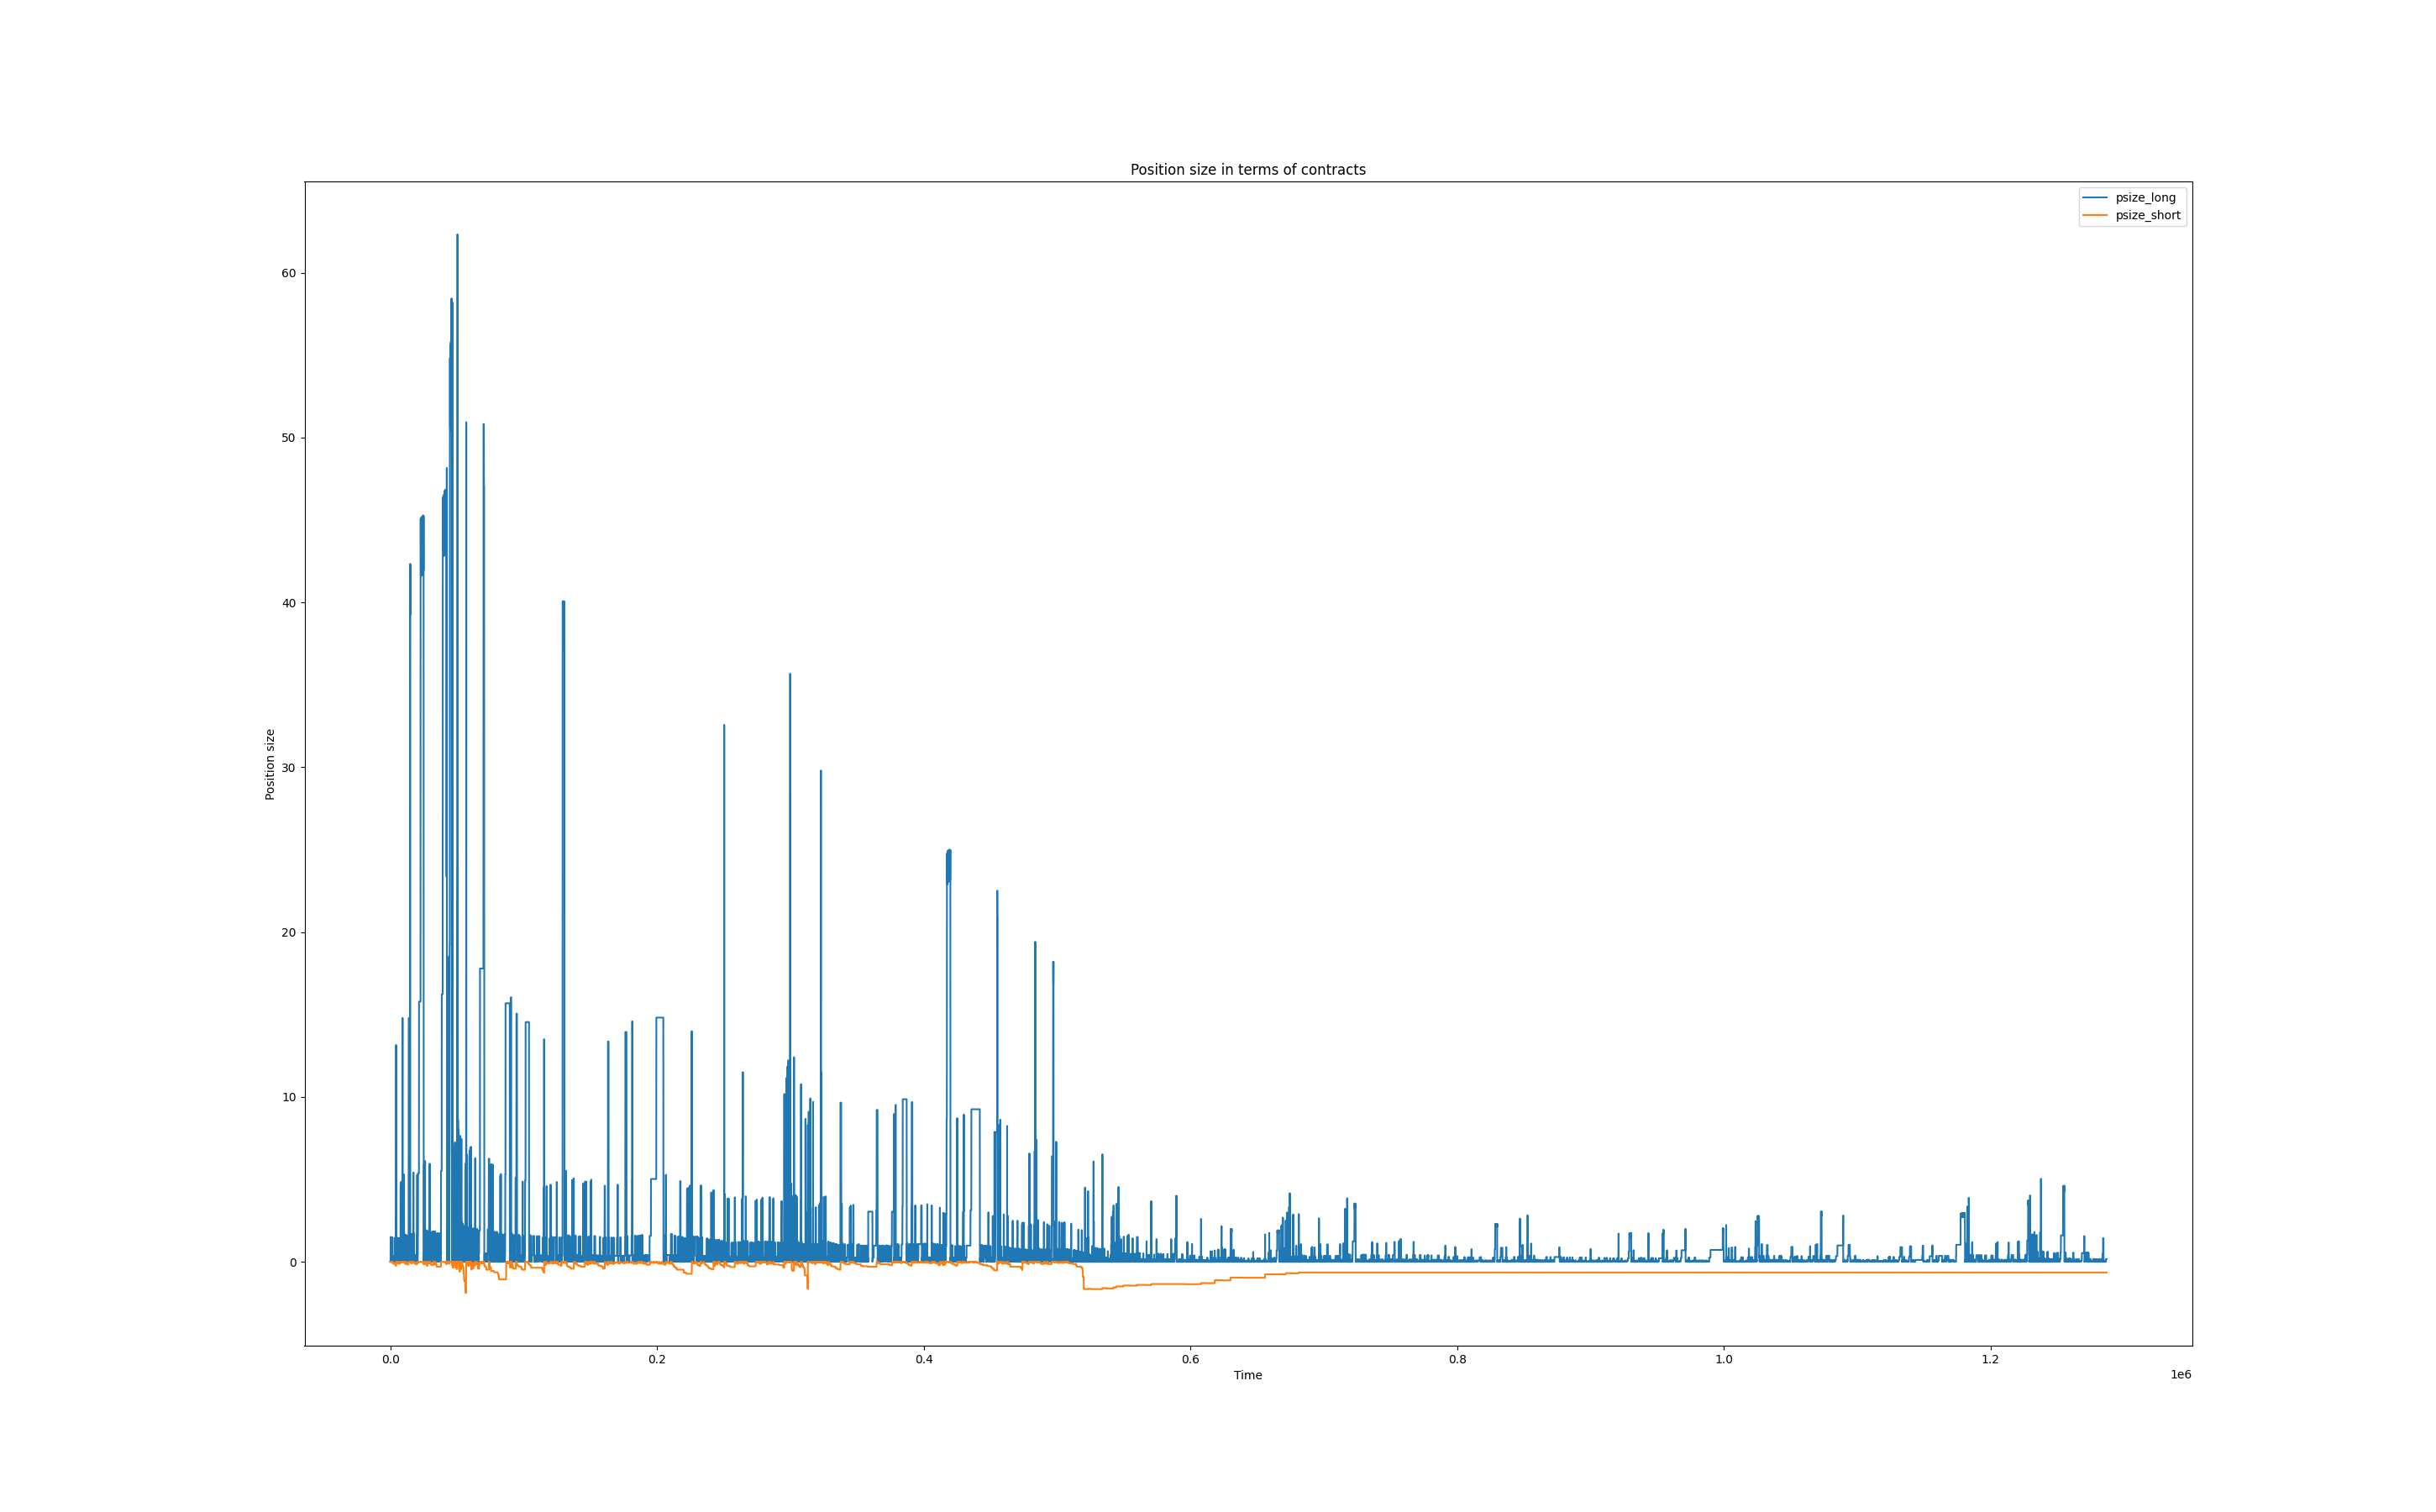 Position size in terms of contracts
psize_long
psize_short
60
50
40
30
20
10
0
Position size
0.0 0.2 0.4 0.6 0.8 1.0 1.2
Time
1e6